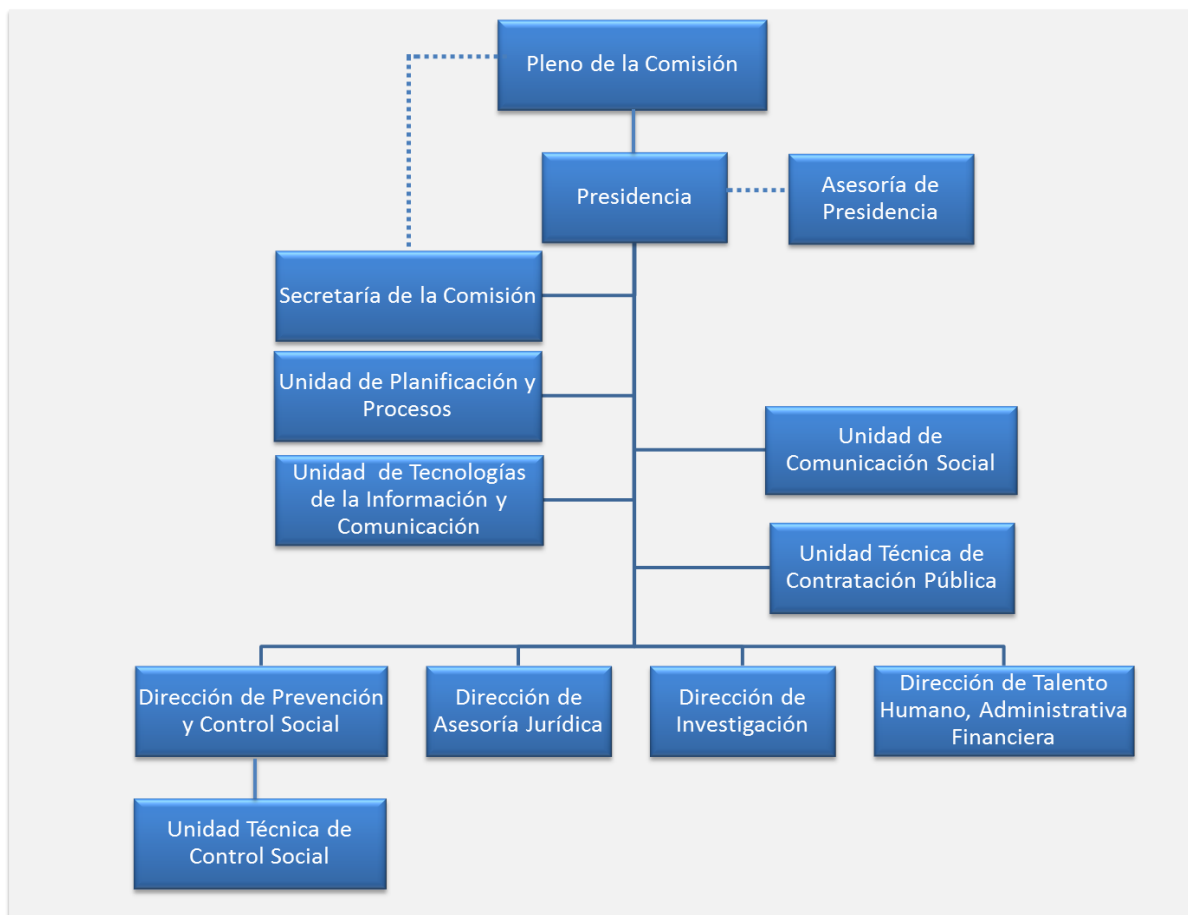 Pleno de la Comisión
Presidencia
Asesoría de
Presidencia
Secretaría de la Comisión
Unidad de Planificación y
Procesos
Unidad de
Comunicación Social
Unidad de Tecnologías
de la Información y
Comunicación
Unidad Técnica de
Contratación Pública
Dirección de Prevención
y Control Social
Dirección de
Asesoría Jurídica
Dirección de
Investigación
Dirección de Talento
Humano, Administrativa
Financiera
Unidad Técnica de
Control Social